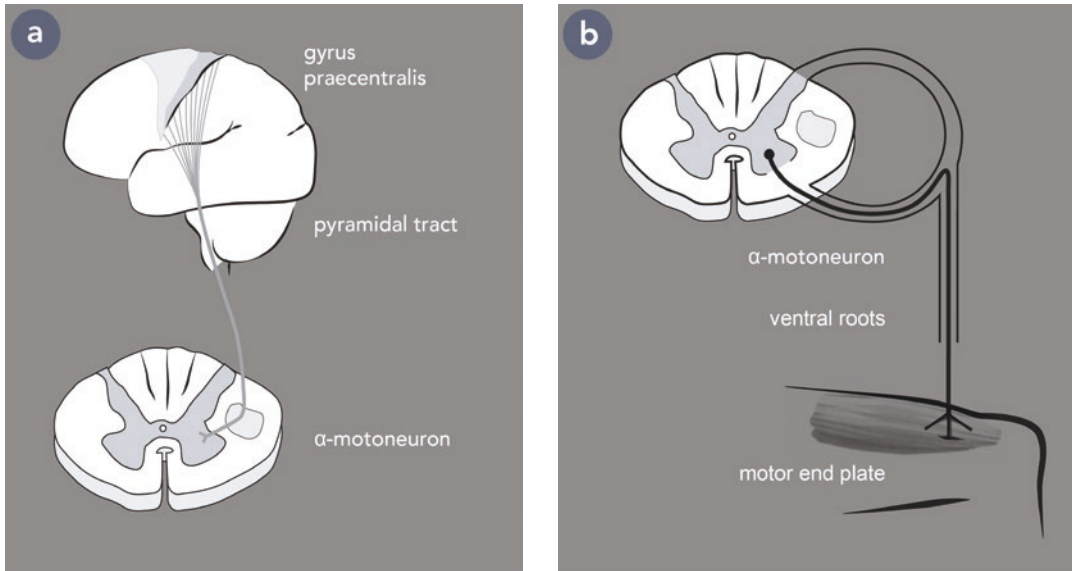 a
gyrus
praecentralis
pyramidal tract
α-motoneuron
b
α-motoneuron
ventral roots
motor end plate